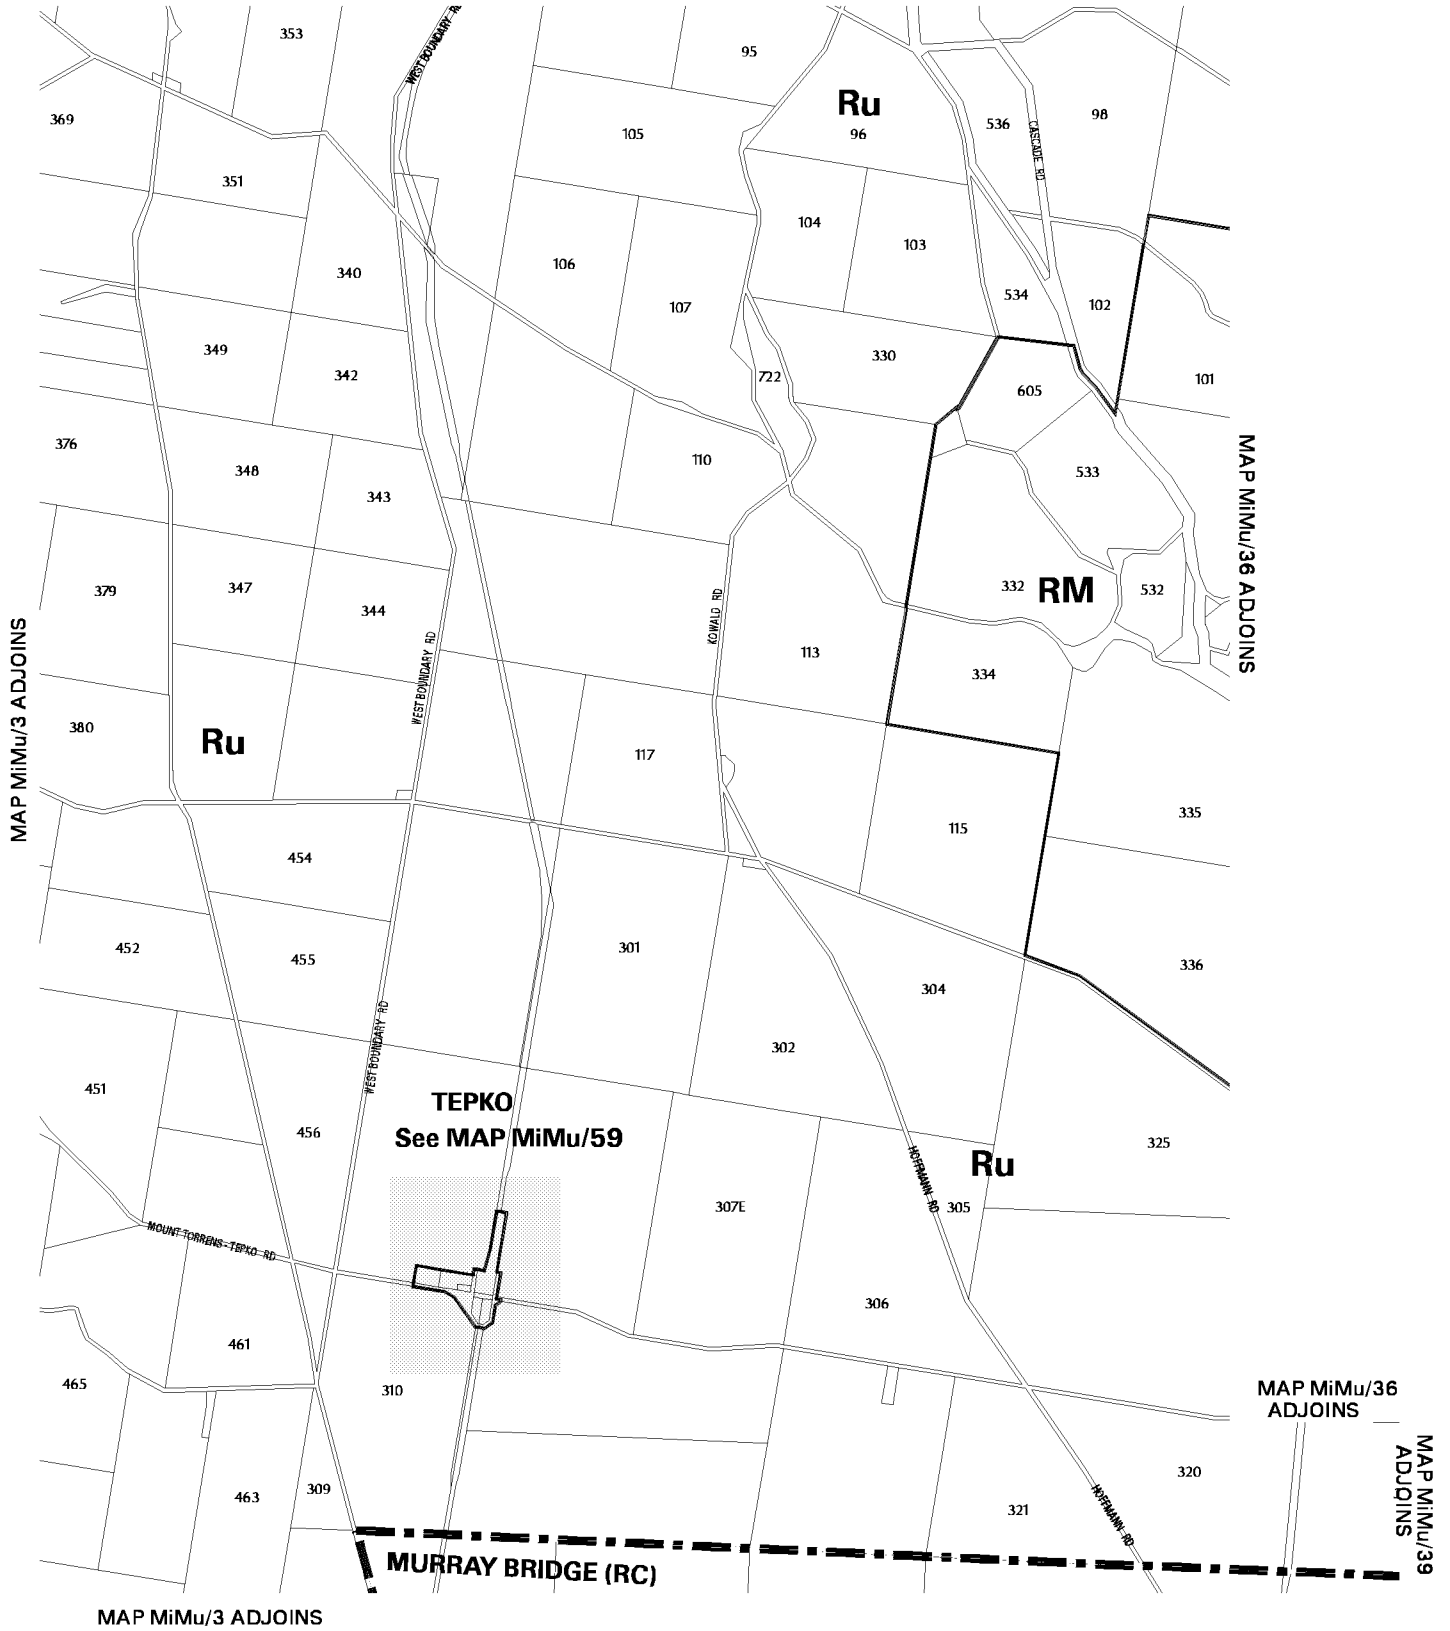 353
WEST BOUNDARY RD
95
Ru
96
98
369
105
536
CASCADE RD
351
104
103
106
340
107
534
102
349
342
330
722
605
101
376
348
110
533
343
MAP MiMu/36 ADJOINS
379
347
344
332
RM
532
KOWALD RD
WEST BOUNDARY RD
113
334
MAP MiMu/3 ADJOINS
380
Ru
117
335
115
454
452
455
301
336
304
WEST BOUNDARY RD
302
451
TEPKO
See MAP MiMu/59
456
325
Ru
HOFFMANN RD
307E
305
MOUNT TORRENS - TEPKO RD
306
461
465
310
MAP MiMu/36
ADJOINS
MAP MiMu/39
ADJOINS
320
309
463
321
HOFFMANN RD
MURRAY BRIDGE (RC)
MAP MiMu/3 ADJOINS